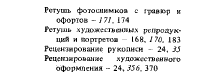 Ретушь фотоснимков с гравюр и
офортов – 171, 174
Ретушь художественных репродук-
ций и портретов – 168, 170, 183
Рецензирование рукописи – 24, 35
Рецензирование художественного
оформления – 24, 356, 370